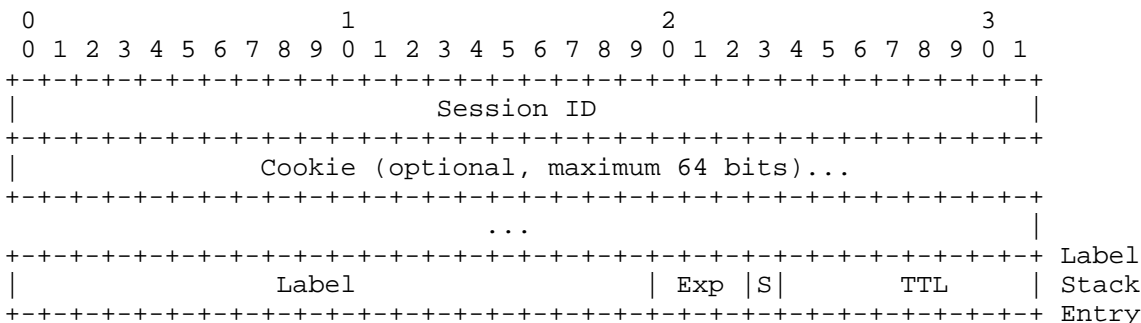 0                   1                   2                   3
 0 1 2 3 4 5 6 7 8 9 0 1 2 3 4 5 6 7 8 9 0 1 2 3 4 5 6 7 8 9 0 1
+-+-+-+-+-+-+-+-+-+-+-+-+-+-+-+-+-+-+-+-+-+-+-+-+-+-+-+-+-+-+-+-+
|                          Session ID                           |
+-+-+-+-+-+-+-+-+-+-+-+-+-+-+-+-+-+-+-+-+-+-+-+-+-+-+-+-+-+-+-+-+
|               Cookie (optional, maximum 64 bits)...
+-+-+-+-+-+-+-+-+-+-+-+-+-+-+-+-+-+-+-+-+-+-+-+-+-+-+-+-+-+-+-+-+
                              ...                               |
+-+-+-+-+-+-+-+-+-+-+-+-+-+-+-+-+-+-+-+-+-+-+-+-+-+-+-+-+-+-+-+-+ Label
|                Label                  | Exp |S|       TTL     | Stack
+-+-+-+-+-+-+-+-+-+-+-+-+-+-+-+-+-+-+-+-+-+-+-+-+-+-+-+-+-+-+-+-+ Entry